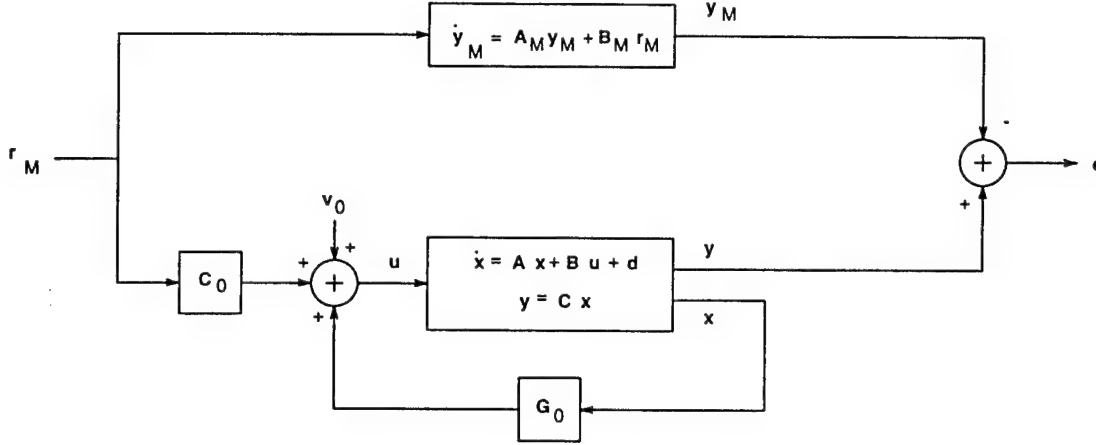 y_M
ẏ_M = A_M y_M + B_M r_M
-
r_M
+
e
+
v_0
+
+
u
ẋ = A x + B u + d
y = C x
y
x
C_0
+
+
G_0